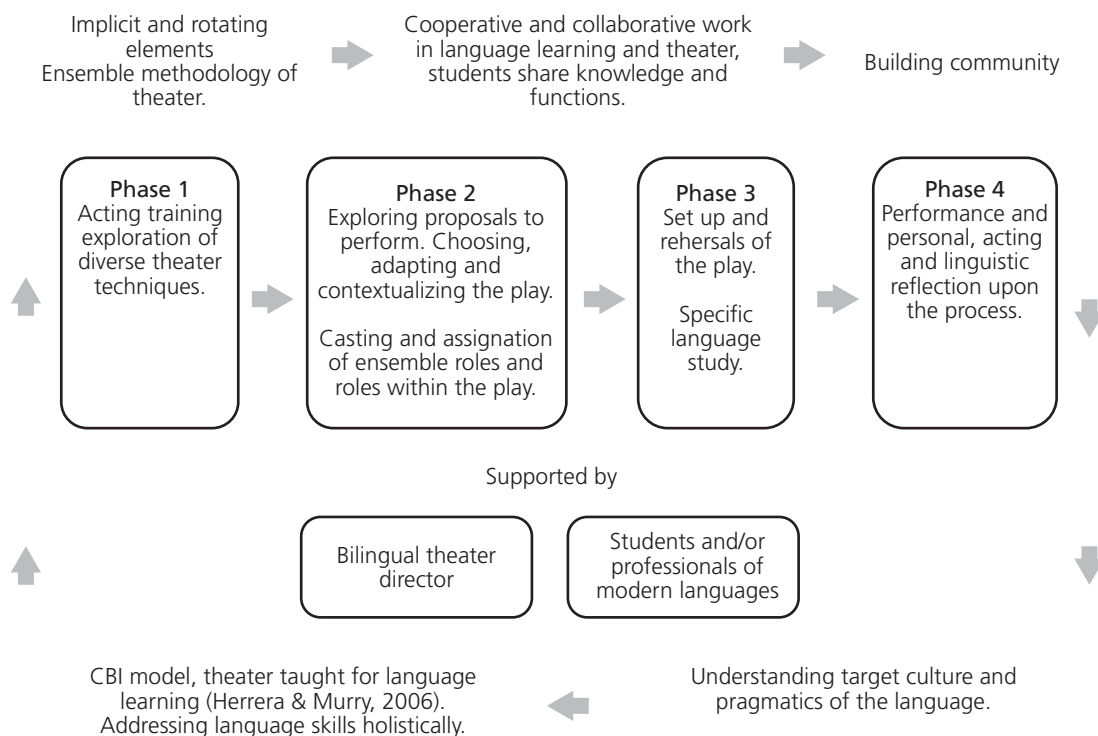 Implicit and rotating
elements
Ensemble methodology of
theater.
Cooperative and collaborative work
in language learning and theater,
students share knowledge and
functions.
Building community
Phase 1
Acting training
exploration of
diverse theater
techniques.
Phase 2
Exploring proposals to
perform. Choosing,
adapting and
contextualizing the play.
Casting and assignation
of ensemble roles and
roles within the play.
Phase 3
Set up and
rehersals of
the play.
Specific
language
study.
Phase 4
Performance and
personal, acting
and linguistic
reflection upon
the process.
Supported by
Bilingual theater
director
Students and/or
professionals of
modern languages
CBI model, theater taught for language
learning (Herrera & Murry, 2006).
Addressing language skills holistically.
Understanding target culture and
pragmatics of the language.